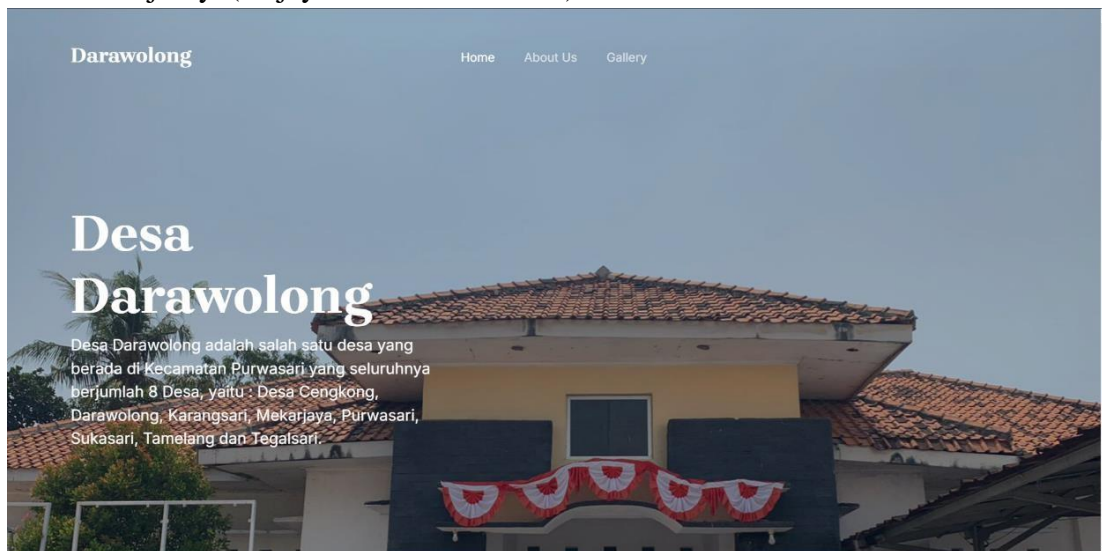 Darawolong
Home About Us Gallery
Desa
Darawolong
Desa Darawolong adalah salah satu desa yang
berada di Kecamatan Purwasari yang seluruhnya
berjumlah 8 Desa, yaitu : Desa Cengkong,
Darawolong, Karangsari, Mekarjaya, Purwasari,
Sukasari, Tamelang dan Tegalsari.